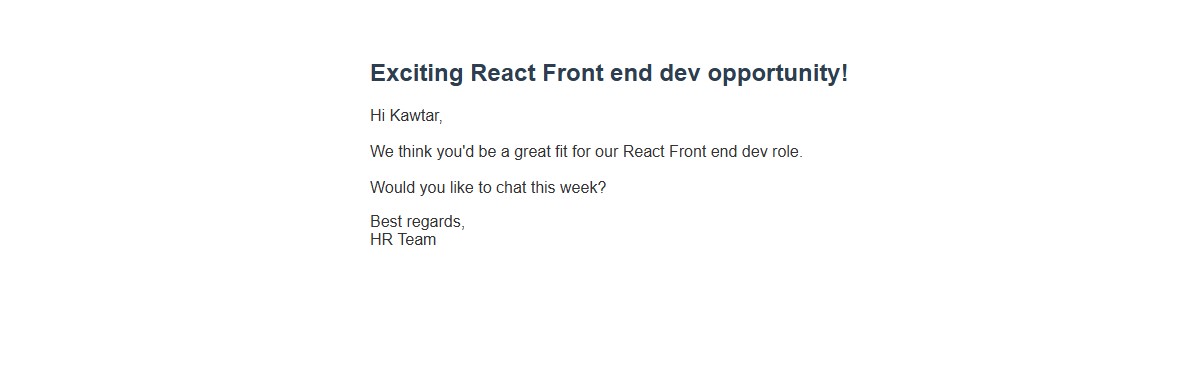 Exciting React Front end dev opportunity!
Hi Kawtar,
We think you'd be a great fit for our React Front end dev role.
Would you like to chat this week?
Best regards,
HR Team